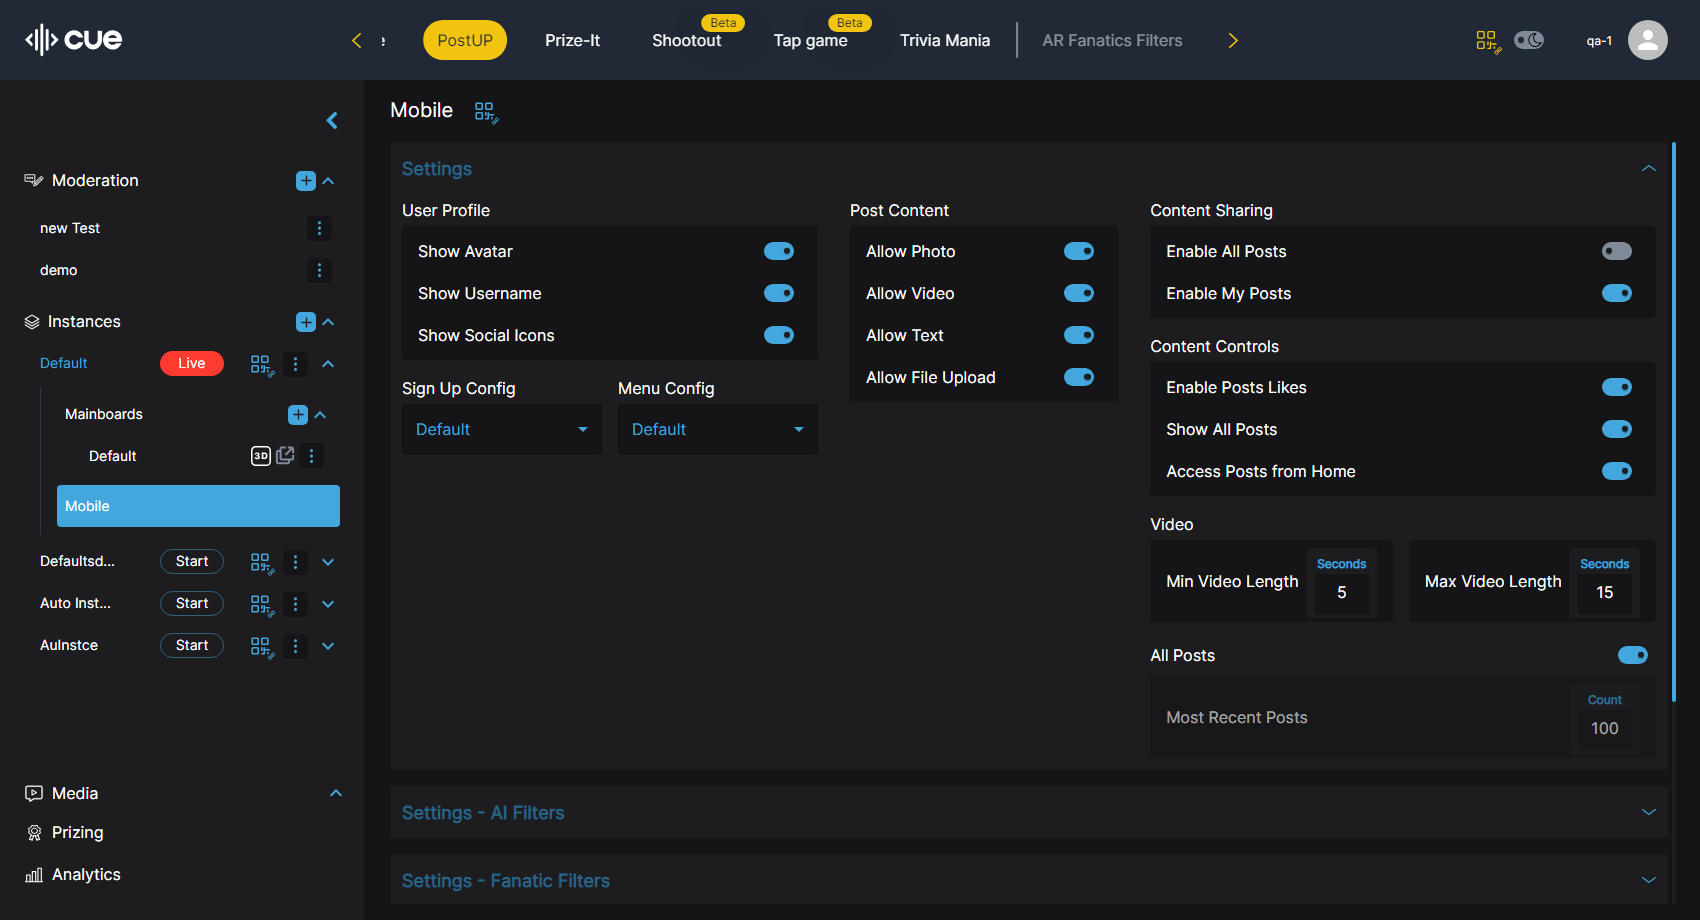 cue
PostUP
Prize-It
Beta
Shootout
Beta
Tap game
Trivia Mania
AR Fanatics Filters
qa-1
Moderation
new Test
demo
Instances
Default
Live
Mainboards
Default
3D
Mobile
Defaultsd...
Start
Auto Inst...
Start
AuInstce
Start
Media
Prizing
Analytics
Mobile
Settings
User Profile
Show Avatar
Show Username
Show Social Icons
Sign Up Config
Default
Menu Config
Default
Post Content
Allow Photo
Allow Video
Allow Text
Allow File Upload
Content Sharing
Enable All Posts
Enable My Posts
Content Controls
Enable Posts Likes
Show All Posts
Access Posts from Home
Video
Min Video Length
Seconds
5
Max Video Length
Seconds
15
All Posts
Most Recent Posts
Count
100
Settings - AI Filters
Settings - Fanatic Filters